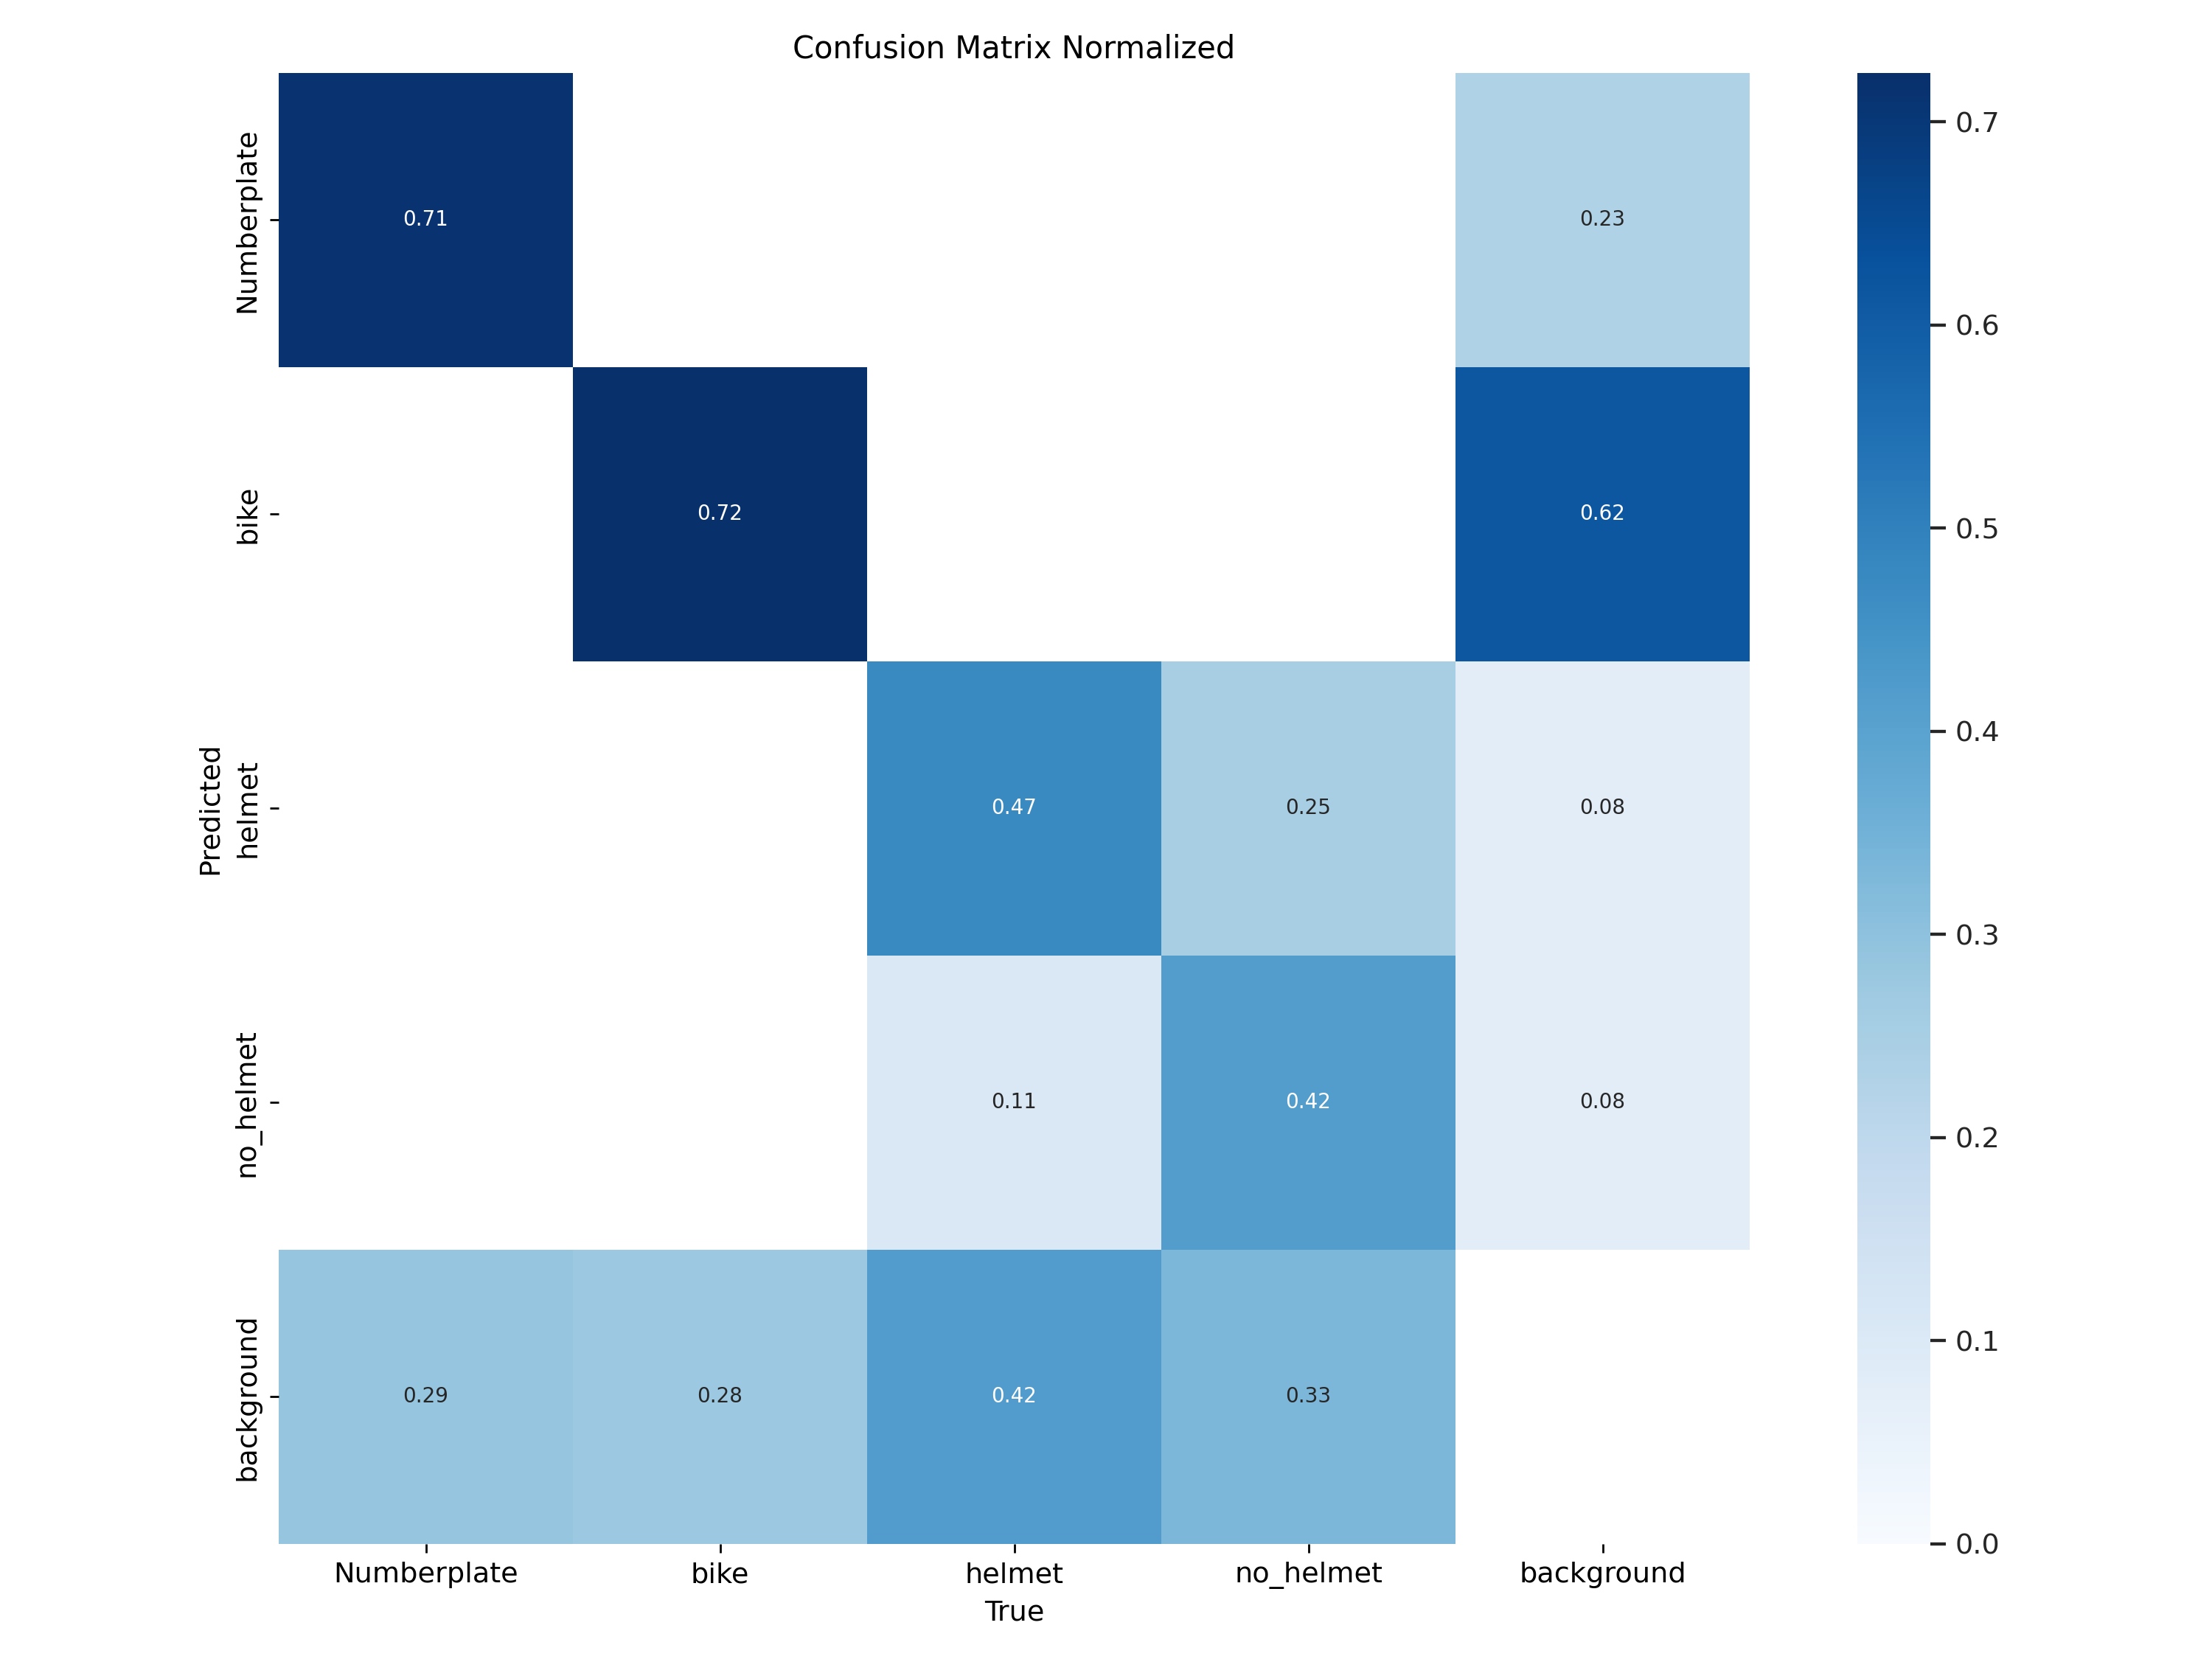 Confusion Matrix Normalized
Numberplate
bike
helmet
no_helmet
background
Predicted
0.71
0.23
0.72
0.62
0.47
0.25
0.08
0.11
0.42
0.08
0.29
0.28
0.42
0.33
Numberplate
bike
helmet
no_helmet
background
True
0.7
0.6
0.5
0.4
0.3
0.2
0.1
0.0